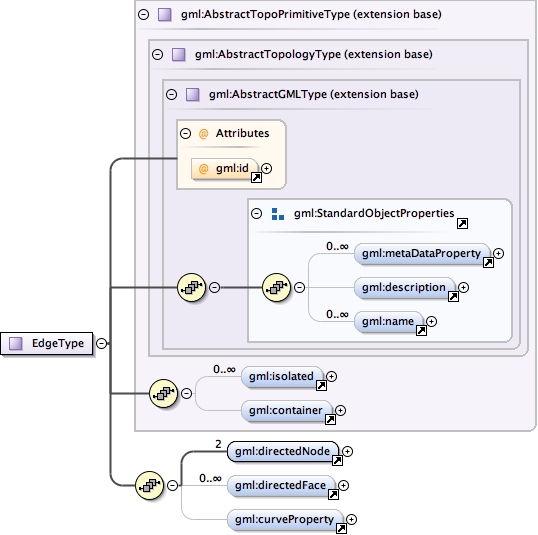 gml:AbstractTopoPrimitiveType (extension base)
gml:AbstractTopologyType (extension base)
gml:AbstractGMLType (extension base)
@ Attributes
@ gml:id
gml:StandardObjectProperties
0..∞
gml:metaDataProperty
gml:description
0..∞
gml:name
EdgeType
0..∞
gml:isolated
gml:container
2
gml:directedNode
0..∞
gml:directedFace
gml:curveProperty